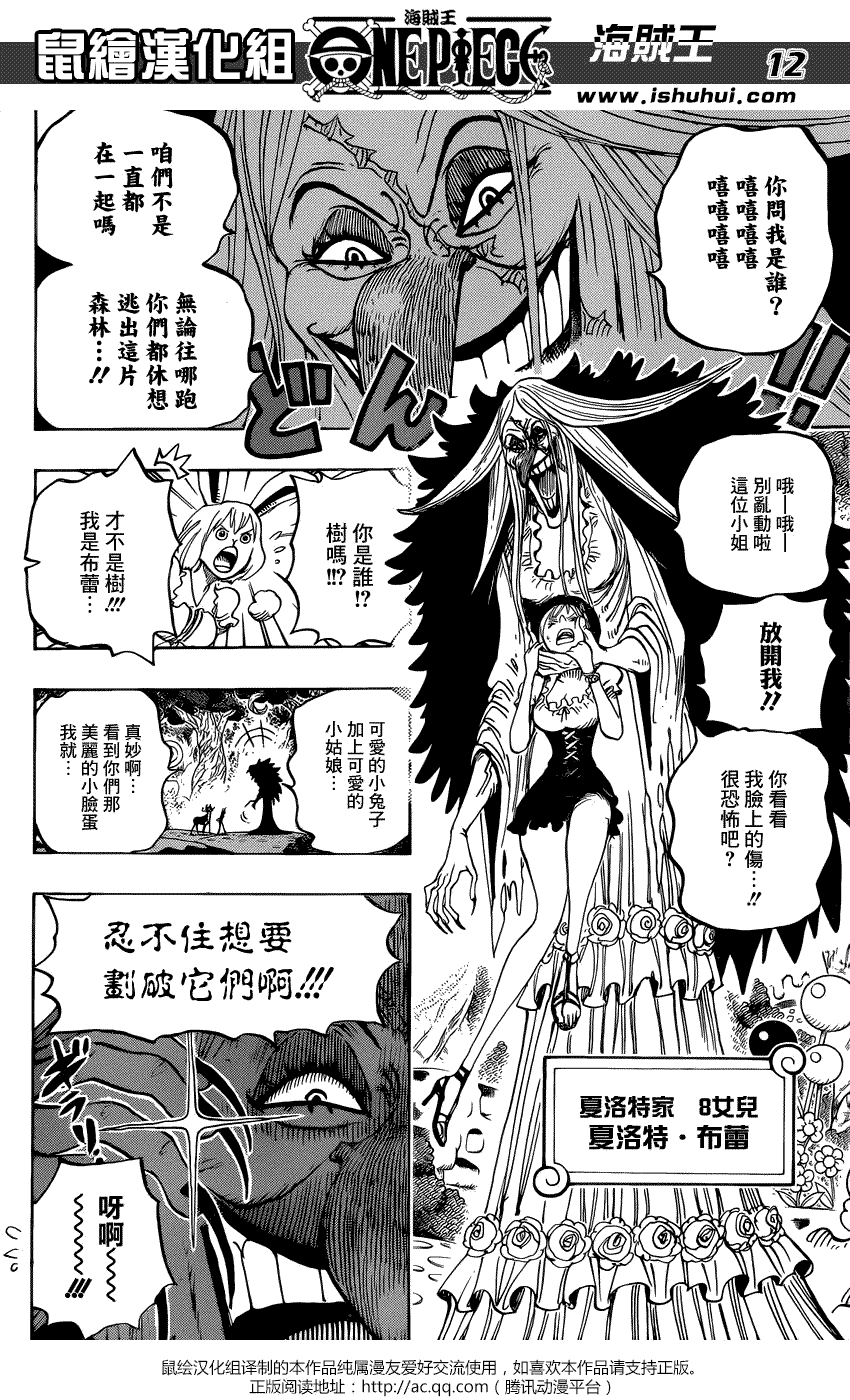 鼠繪漢化組
海賊王
ONE PIECE
海賊王
12
www.ishuhui.com
你問我是誰？
嘻嘻嘻嘻
嘻嘻嘻嘻
咱們不是
一直都
在一起嗎
無論往哪跑
你們都休想
逃出這片
森林…!!
どんん
!!
哦—哦—
別亂動啦
這位小姐
放開我!!
你看看
我臉上的傷…!!
很恐怖吧？
你是誰!?
樹嗎!!?
才不是樹!!!
我是布蕾…
可愛的小兔子
加上可愛的
小姑娘…
真妙啊…
看到你們那
美麗的小臉蛋
我就…
夏洛特家　8女兒
夏洛特·布蕾
忍不住想要
劃破它們啊!!!
ギギ
呀啊
!!!
鼠绘汉化组译制的本作品纯属漫友爱好交流使用，如喜欢本作品请支持正版。
正版阅读地址：http://ac.qq.com（腾讯动漫平台）